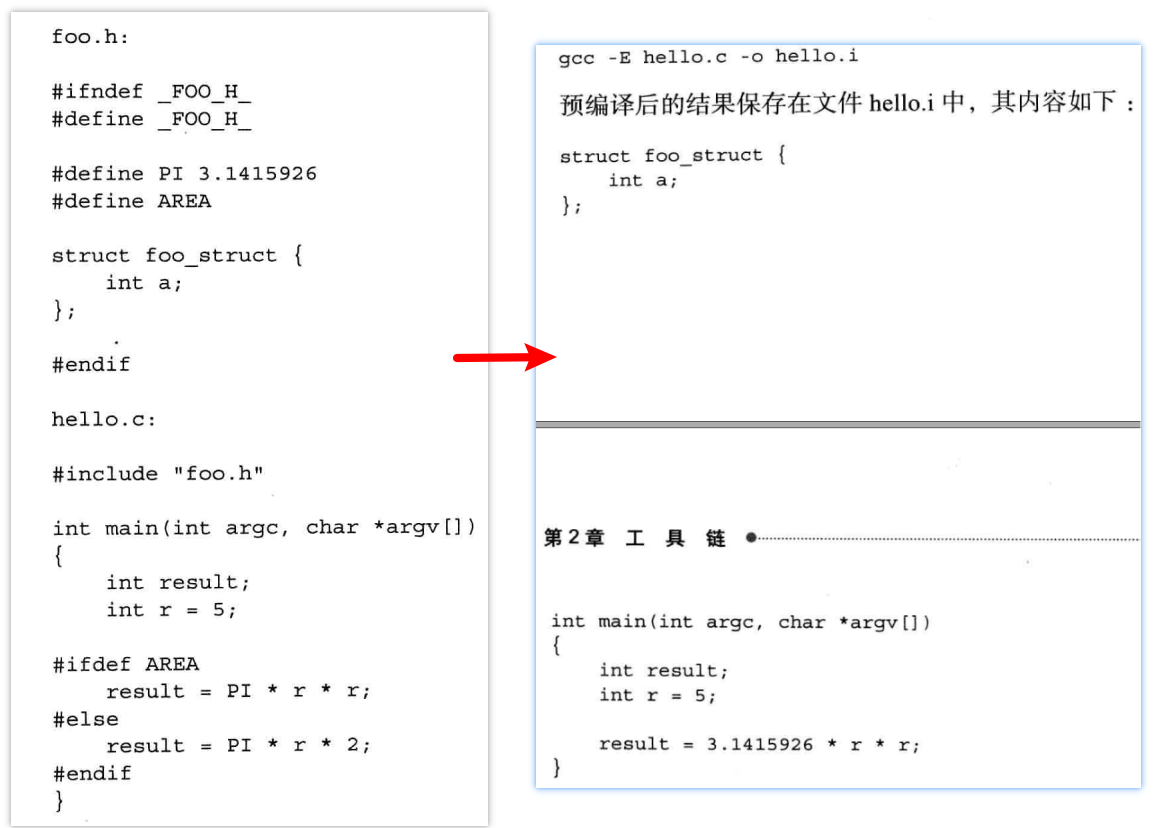 foo.h:
#ifndef _FOO_H_
#define _FOO_H_
#define PI 3.1415926
#define AREA
struct foo_struct {
    int a;
};
#endif
hello.c:
#include "foo.h"
int main(int argc, char *argv[])
{
    int result;
    int r = 5;
#ifdef AREA
    result = PI * r * r;
#else
    result = PI * r * 2;
#endif
}
gcc -E hello.c -o hello.i
预编译后的结果保存在文件 hello.i 中，其内容如下：
struct foo_struct {
    int a;
};
第2章 工 具 链
int main(int argc, char *argv[])
{
    int result;
    int r = 5;
    result = 3.1415926 * r * r;
}